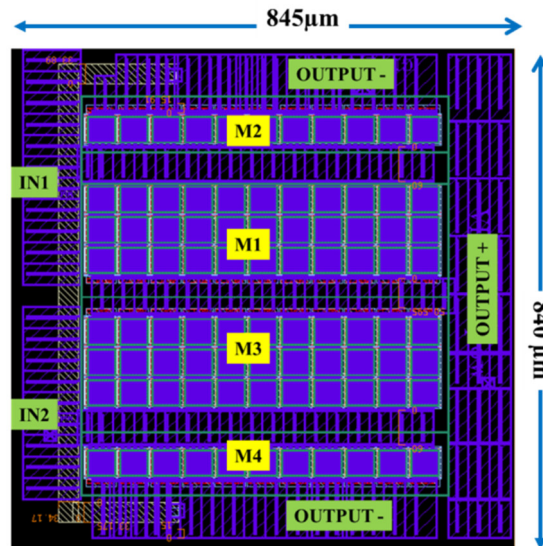 845μm
OUTPUT -
M2
IN1
M1
OUTPUT +
840 μm
M3
IN2
M4
OUTPUT -